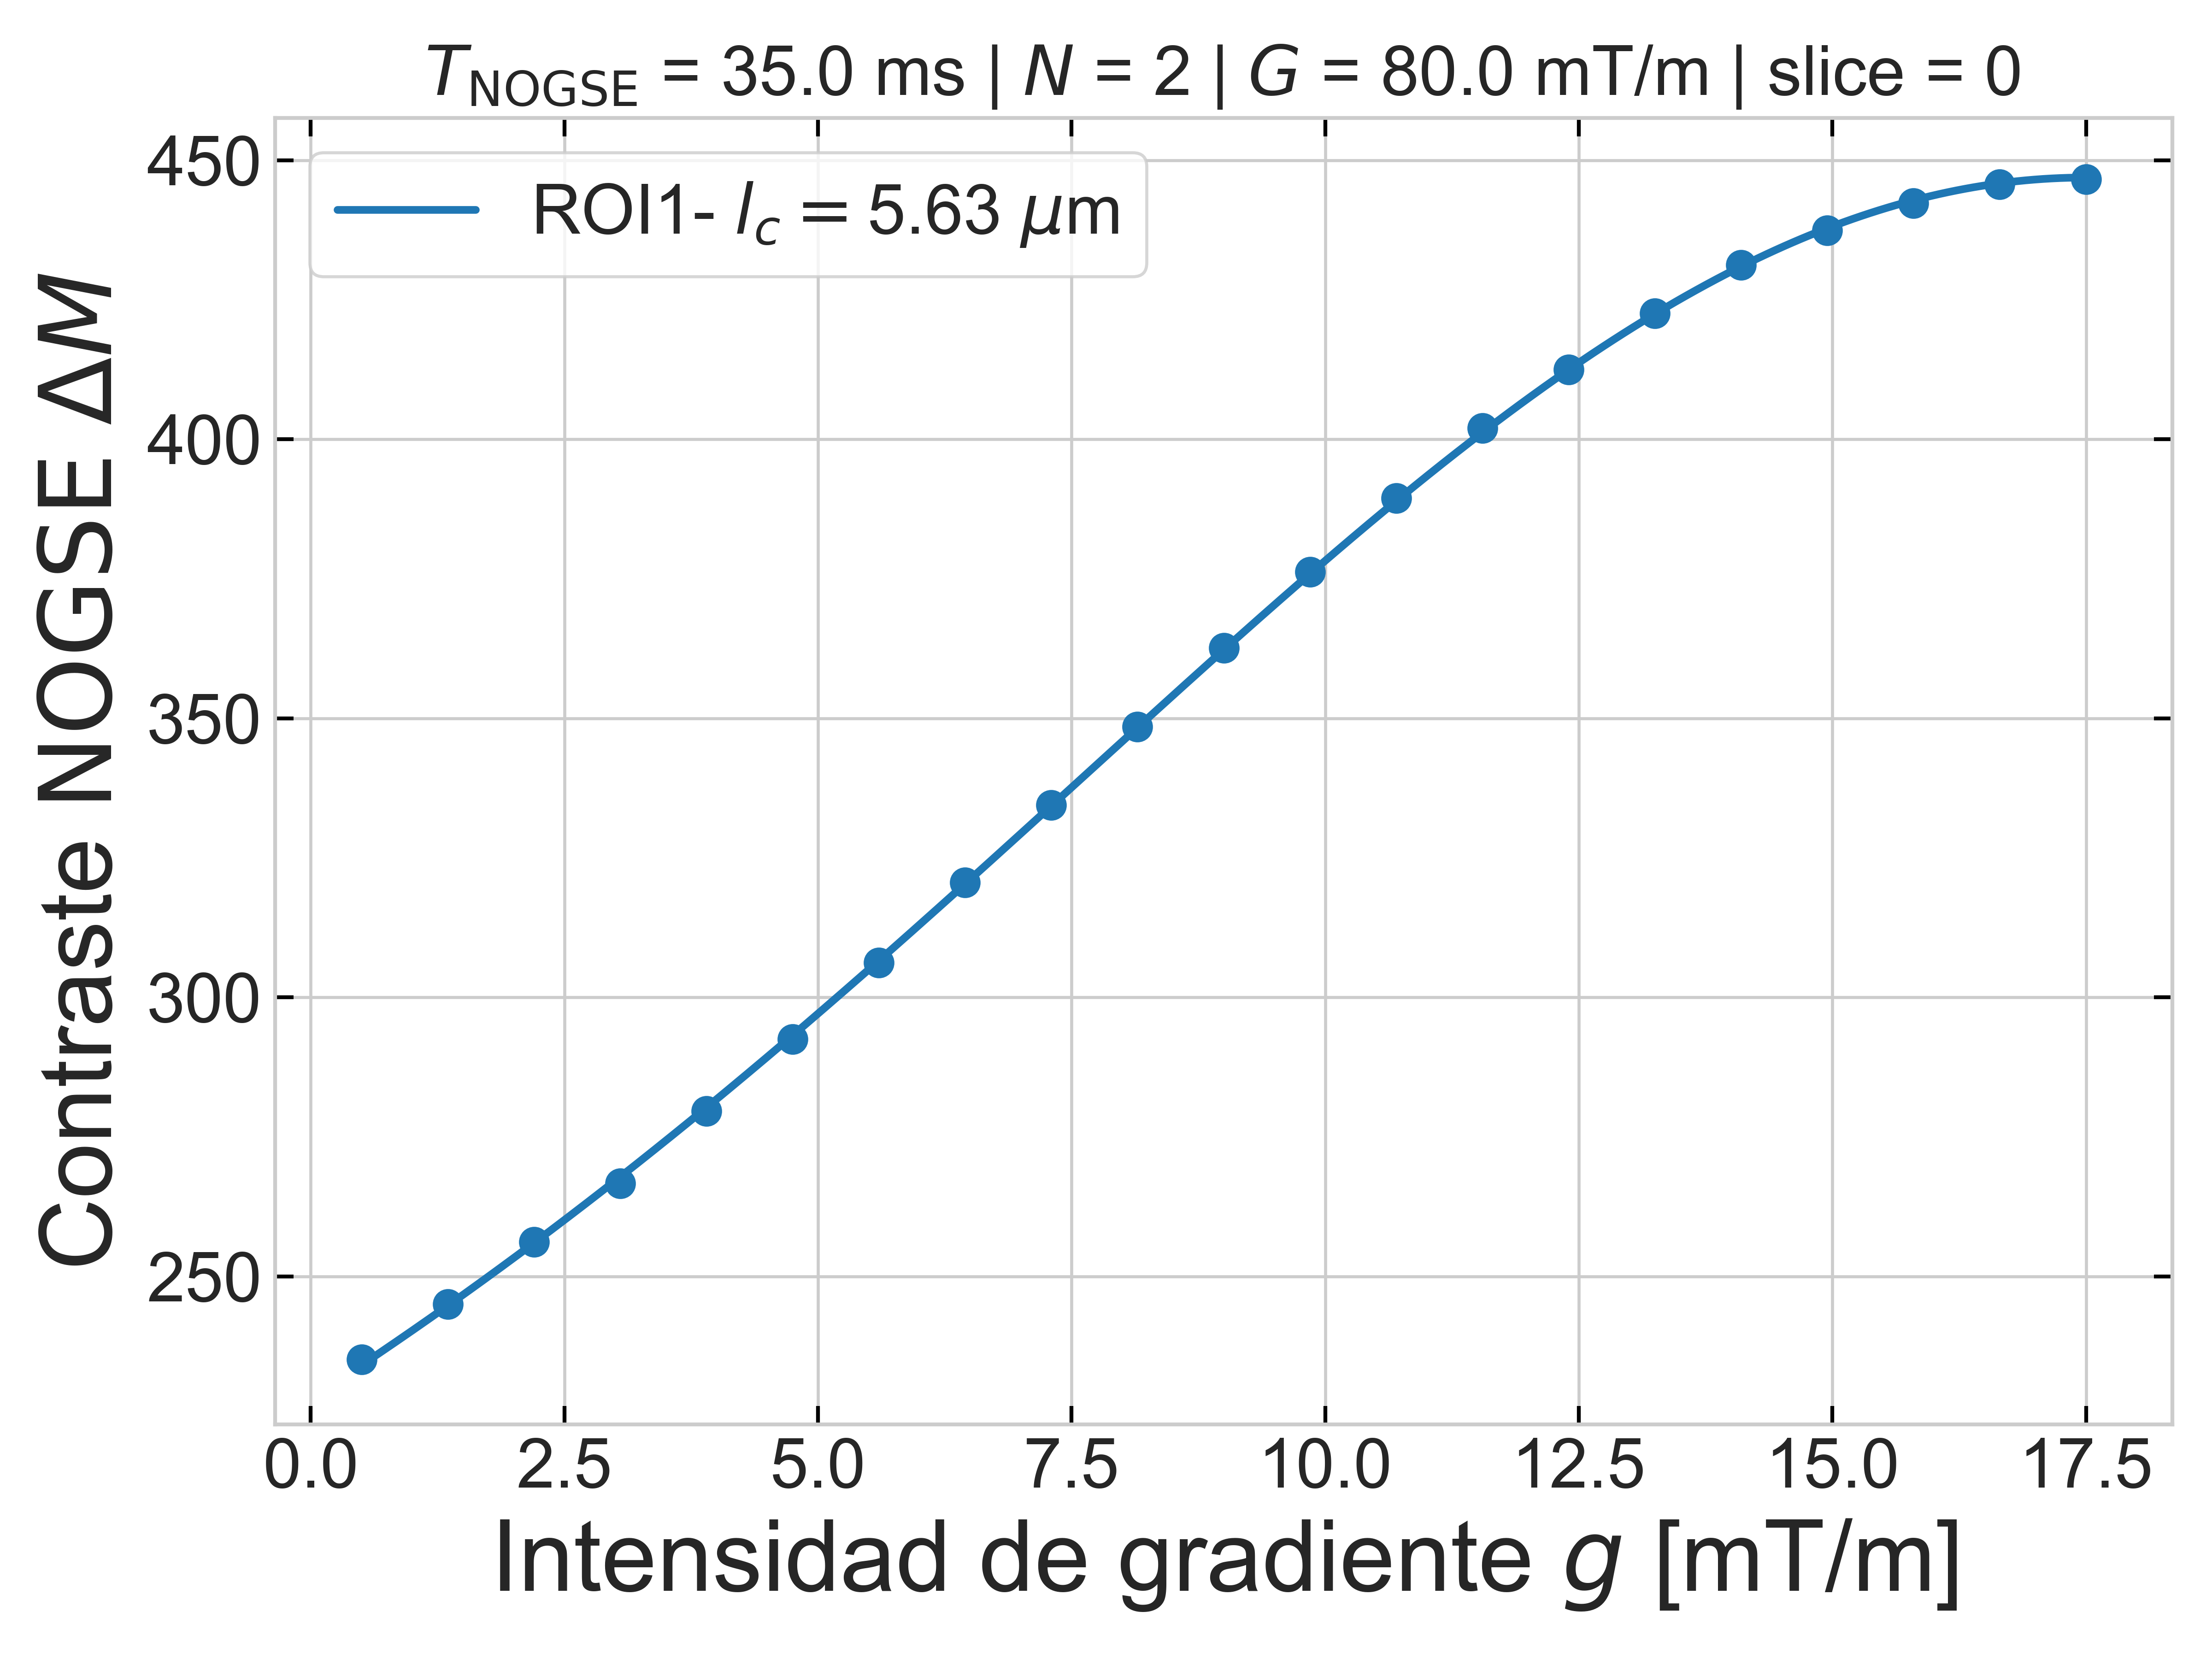 T_NOGSE = 35.0 ms | N = 2 | G = 80.0 mT/m | slice = 0
ROI1- l_c = 5.63 μm
Contraste NOGSE ΔM
450
400
350
300
250
0.0 2.5 5.0 7.5 10.0 12.5 15.0 17.5
Intensidad de gradiente g [mT/m]